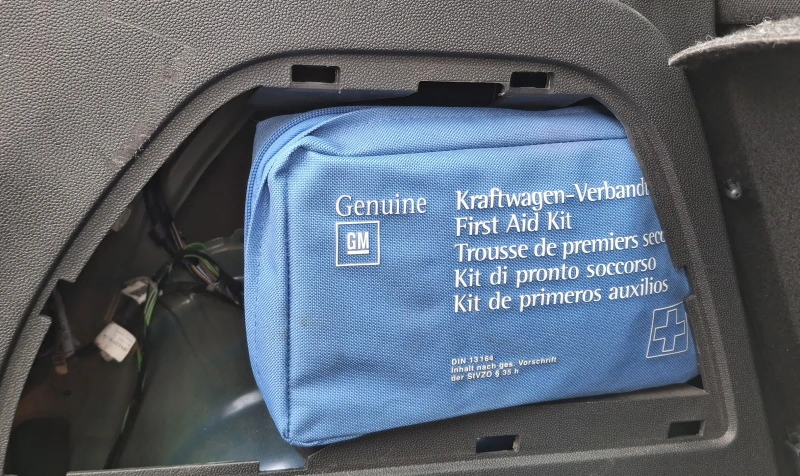 Genuine
GM
Kraftwagen-Verband
First Aid Kit
Trousse de premiers sec
Kit di pronto soccorso
Kit de primeros auxilios
DIN 13164
Inhalt nach ges. Vorschrift
der StVZO § 35 h